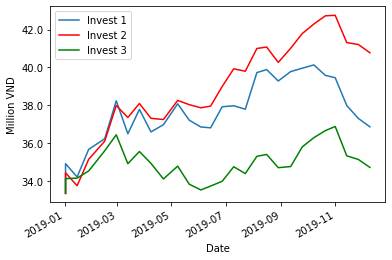 Invest 1
Invest 2
Invest 3
Million VND
42.0
40.0
38.0
36.0
34.0
2019-01
2019-03
2019-05
2019-07
2019-09
2019-11
Date